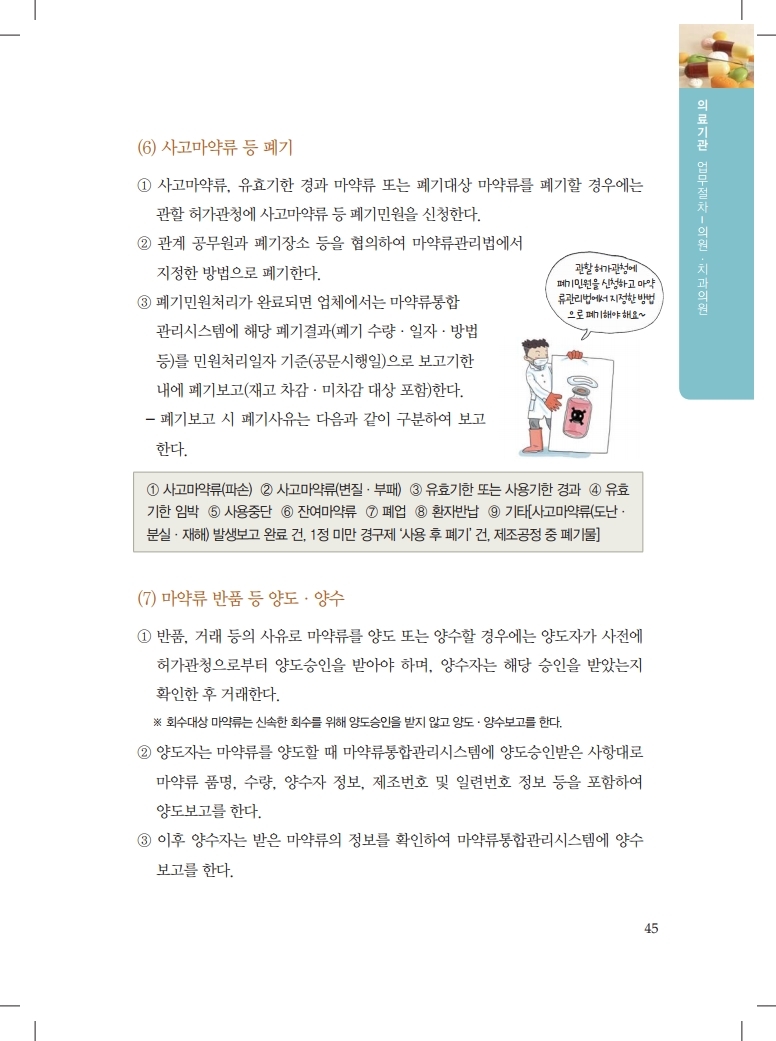 의료기관 업무절차-의원·치과의원
(6) 사고마약류 등 폐기
① 사고마약류, 유효기한 경과 마약류 또는 폐기대상 마약류를 폐기할 경우에는
관할 허가관청에 사고마약류 등 폐기민원을 신청한다.
② 관계 공무원과 폐기장소 등을 협의하여 마약류관리법에서
지정한 방법으로 폐기한다.
③ 폐기민원처리가 완료되면 업체에서는 마약류통합
관리시스템에 해당 폐기결과(폐기 수량·일자·방법
등)를 민원처리일자 기준(공문시행일)으로 보고기한
내에 폐기보고(재고 차감·미차감 대상 포함)한다.
– 폐기보고 시 폐기사유는 다음과 같이 구분하여 보고
한다.
관할 허가관청에
폐기민원을 신청하고 마약
류관리법에서 지정한 방법
으로 폐기해야 해요~
① 사고마약류(파손) ② 사고마약류(변질·부패) ③ 유효기한 또는 사용기한 경과 ④ 유효
기한 임박 ⑤ 사용중단 ⑥ 잔여마약류 ⑦ 폐업 ⑧ 환자반납 ⑨ 기타[사고마약류(도난·
분실·재해) 발생보고 완료 건, 1정 미만 경구제 ‘사용 후 폐기’ 건, 제조공정 중 폐기물]
(7) 마약류 반품 등 양도·양수
① 반품, 거래 등의 사유로 마약류를 양도 또는 양수할 경우에는 양도자가 사전에
허가관청으로부터 양도승인을 받아야 하며, 양수자는 해당 승인을 받았는지
확인한 후 거래한다.
※ 회수대상 마약류는 신속한 회수를 위해 양도승인을 받지 않고 양도·양수보고를 한다.
② 양도자는 마약류를 양도할 때 마약류통합관리시스템에 양도승인받은 사항대로
마약류 품명, 수량, 양수자 정보, 제조번호 및 일련번호 정보 등을 포함하여
양도보고를 한다.
③ 이후 양수자는 받은 마약류의 정보를 확인하여 마약류통합관리시스템에 양수
보고를 한다.
45